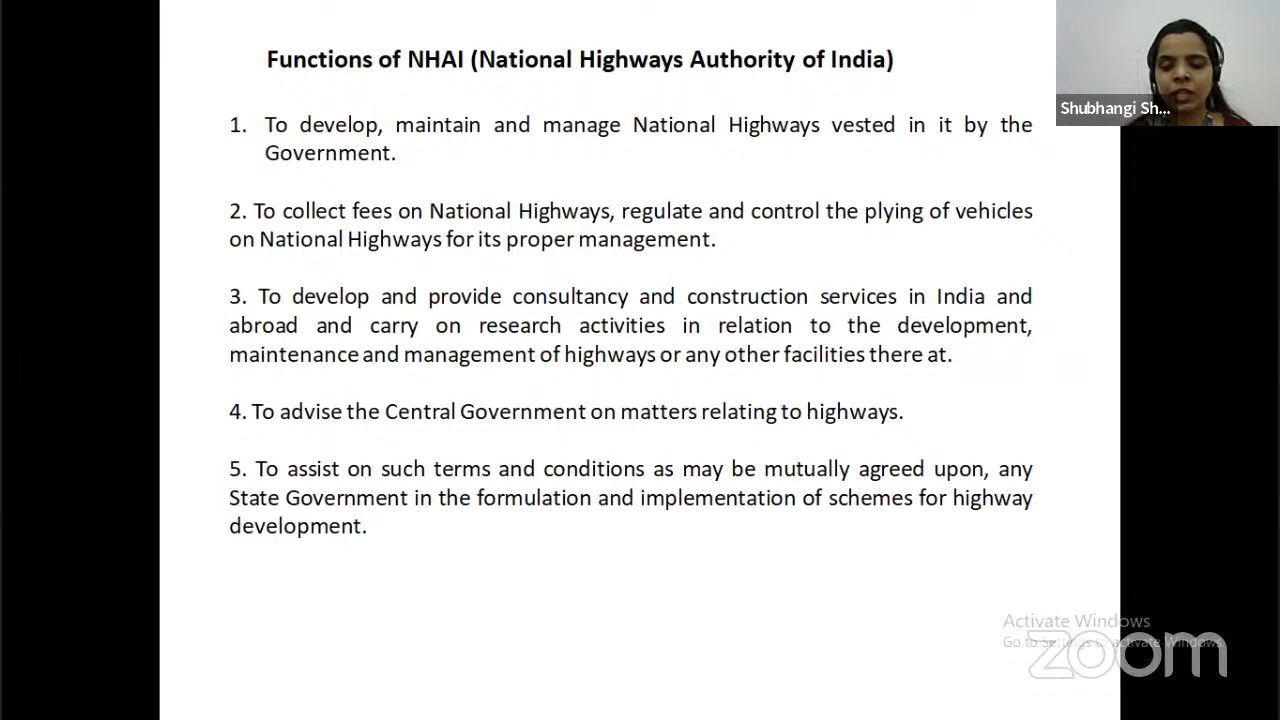 Functions of NHAI (National Highways Authority of India)
Shubhangi Sh...
1. To develop, maintain and manage National Highways vested in it by the
Government.
2. To collect fees on National Highways, regulate and control the plying of vehicles
on National Highways for its proper management.
3. To develop and provide consultancy and construction services in India and
abroad and carry on research activities in relation to the development,
maintenance and management of highways or any other facilities there at.
4. To advise the Central Government on matters relating to highways.
5. To assist on such terms and conditions as may be mutually agreed upon, any
State Government in the formulation and implementation of schemes for highway
development.
Activate Windows
Go to Settings to activate Windows.
zoom